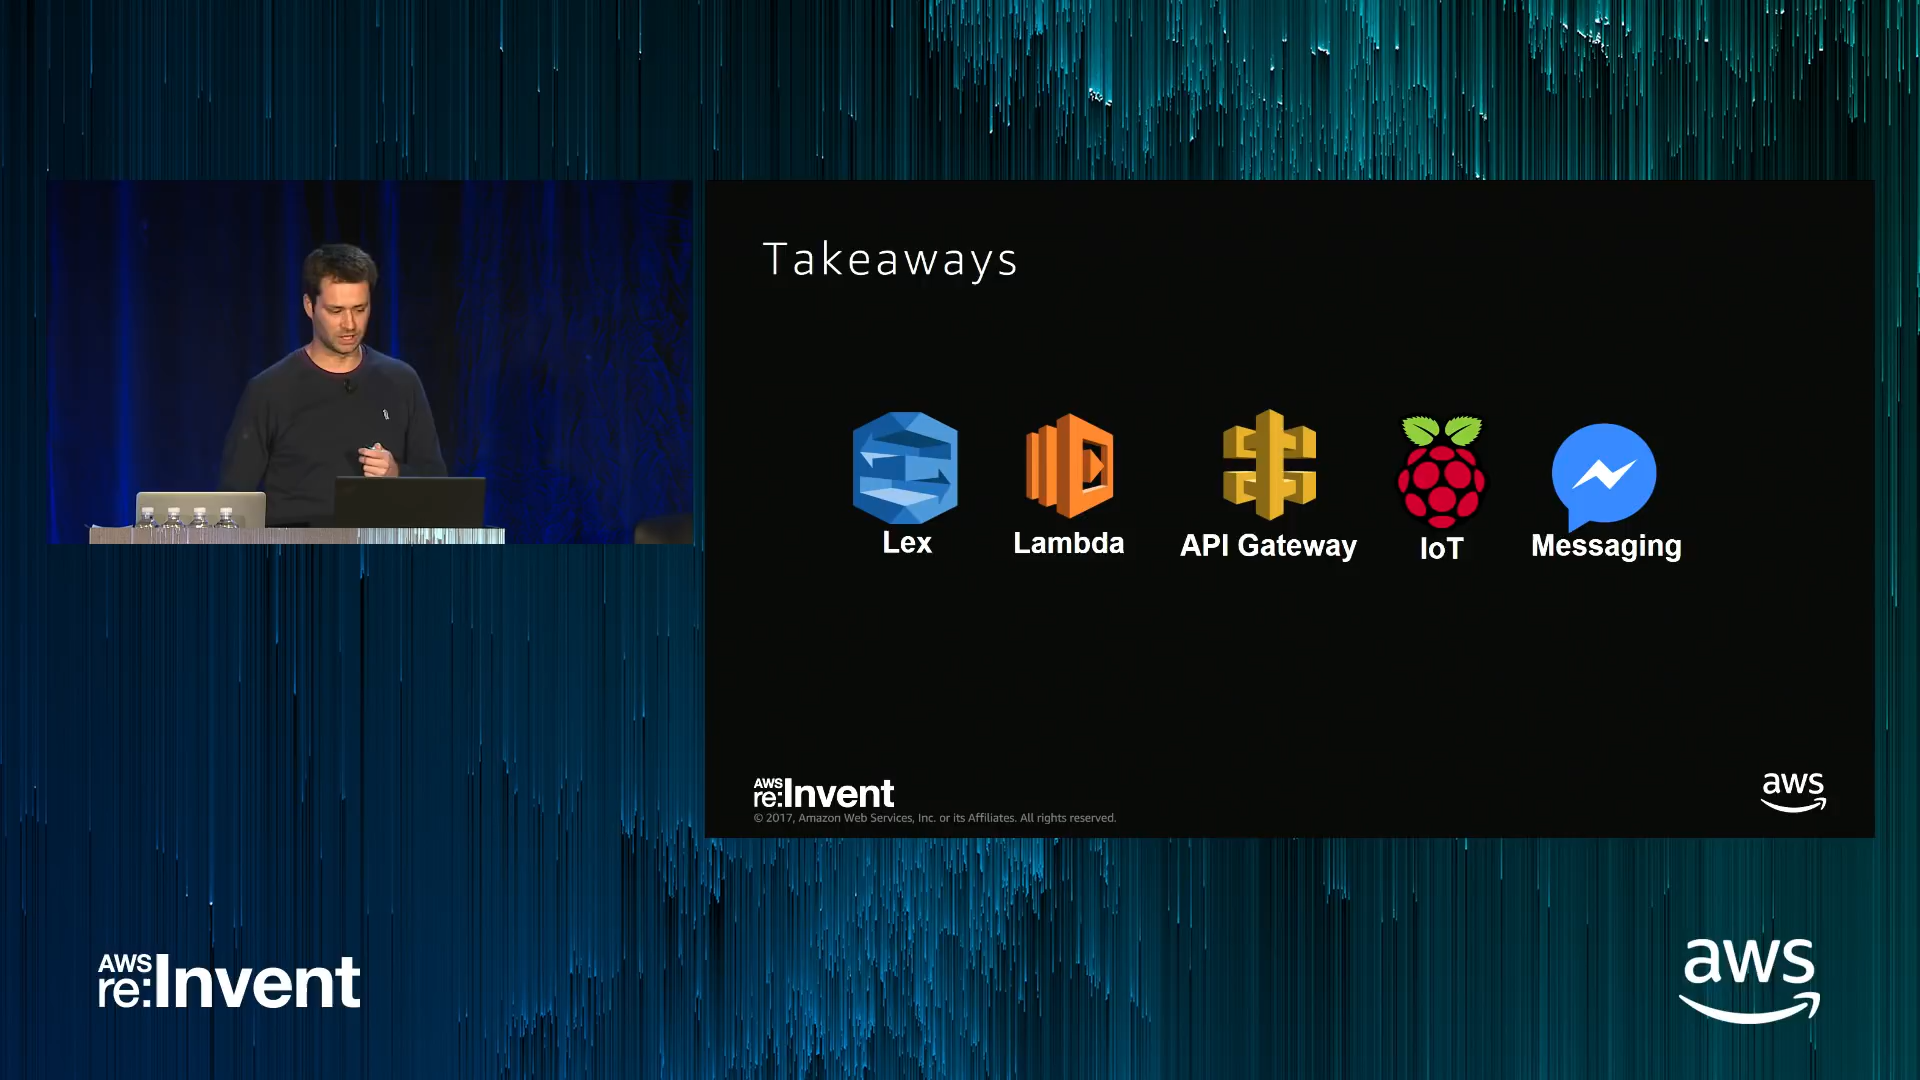 Takeaways
Lex
Lambda
API Gateway
IoT
Messaging
AWS
re:Invent
© 2017, Amazon Web Services, Inc. or its Affiliates. All rights reserved.
aws
AWS
re:Invent
aws